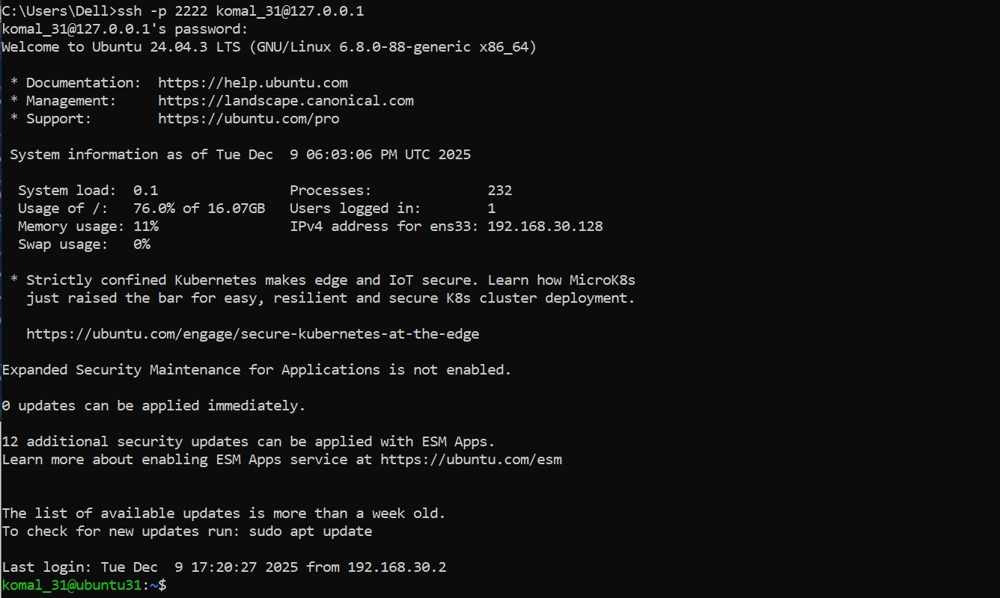 C:\Users\Dell>ssh -p 2222 komal_31@127.0.0.1
komal_31@127.0.0.1's password:
Welcome to Ubuntu 24.04.3 LTS (GNU/Linux 6.8.0-88-generic x86_64)
 * Documentation:  https://help.ubuntu.com
 * Management:     https://landscape.canonical.com
 * Support:        https://ubuntu.com/pro
 System information as of Tue Dec  9 06:03:06 PM UTC 2025
  System load:  0.1                Processes:              232
  Usage of /:   76.0% of 16.07GB   Users logged in:        1
  Memory usage: 11%                IPv4 address for ens33: 192.168.30.128
  Swap usage:   0%
 * Strictly confined Kubernetes makes edge and IoT secure. Learn how MicroK8s
   just raised the bar for easy, resilient and secure K8s cluster deployment.
   https://ubuntu.com/engage/secure-kubernetes-at-the-edge
Expanded Security Maintenance for Applications is not enabled.
0 updates can be applied immediately.
12 additional security updates can be applied with ESM Apps.
Learn more about enabling ESM Apps service at https://ubuntu.com/esm
The list of available updates is more than a week old.
To check for new updates run: sudo apt update
Last login: Tue Dec  9 17:20:27 2025 from 192.168.30.2
komal_31@ubuntu31:~$